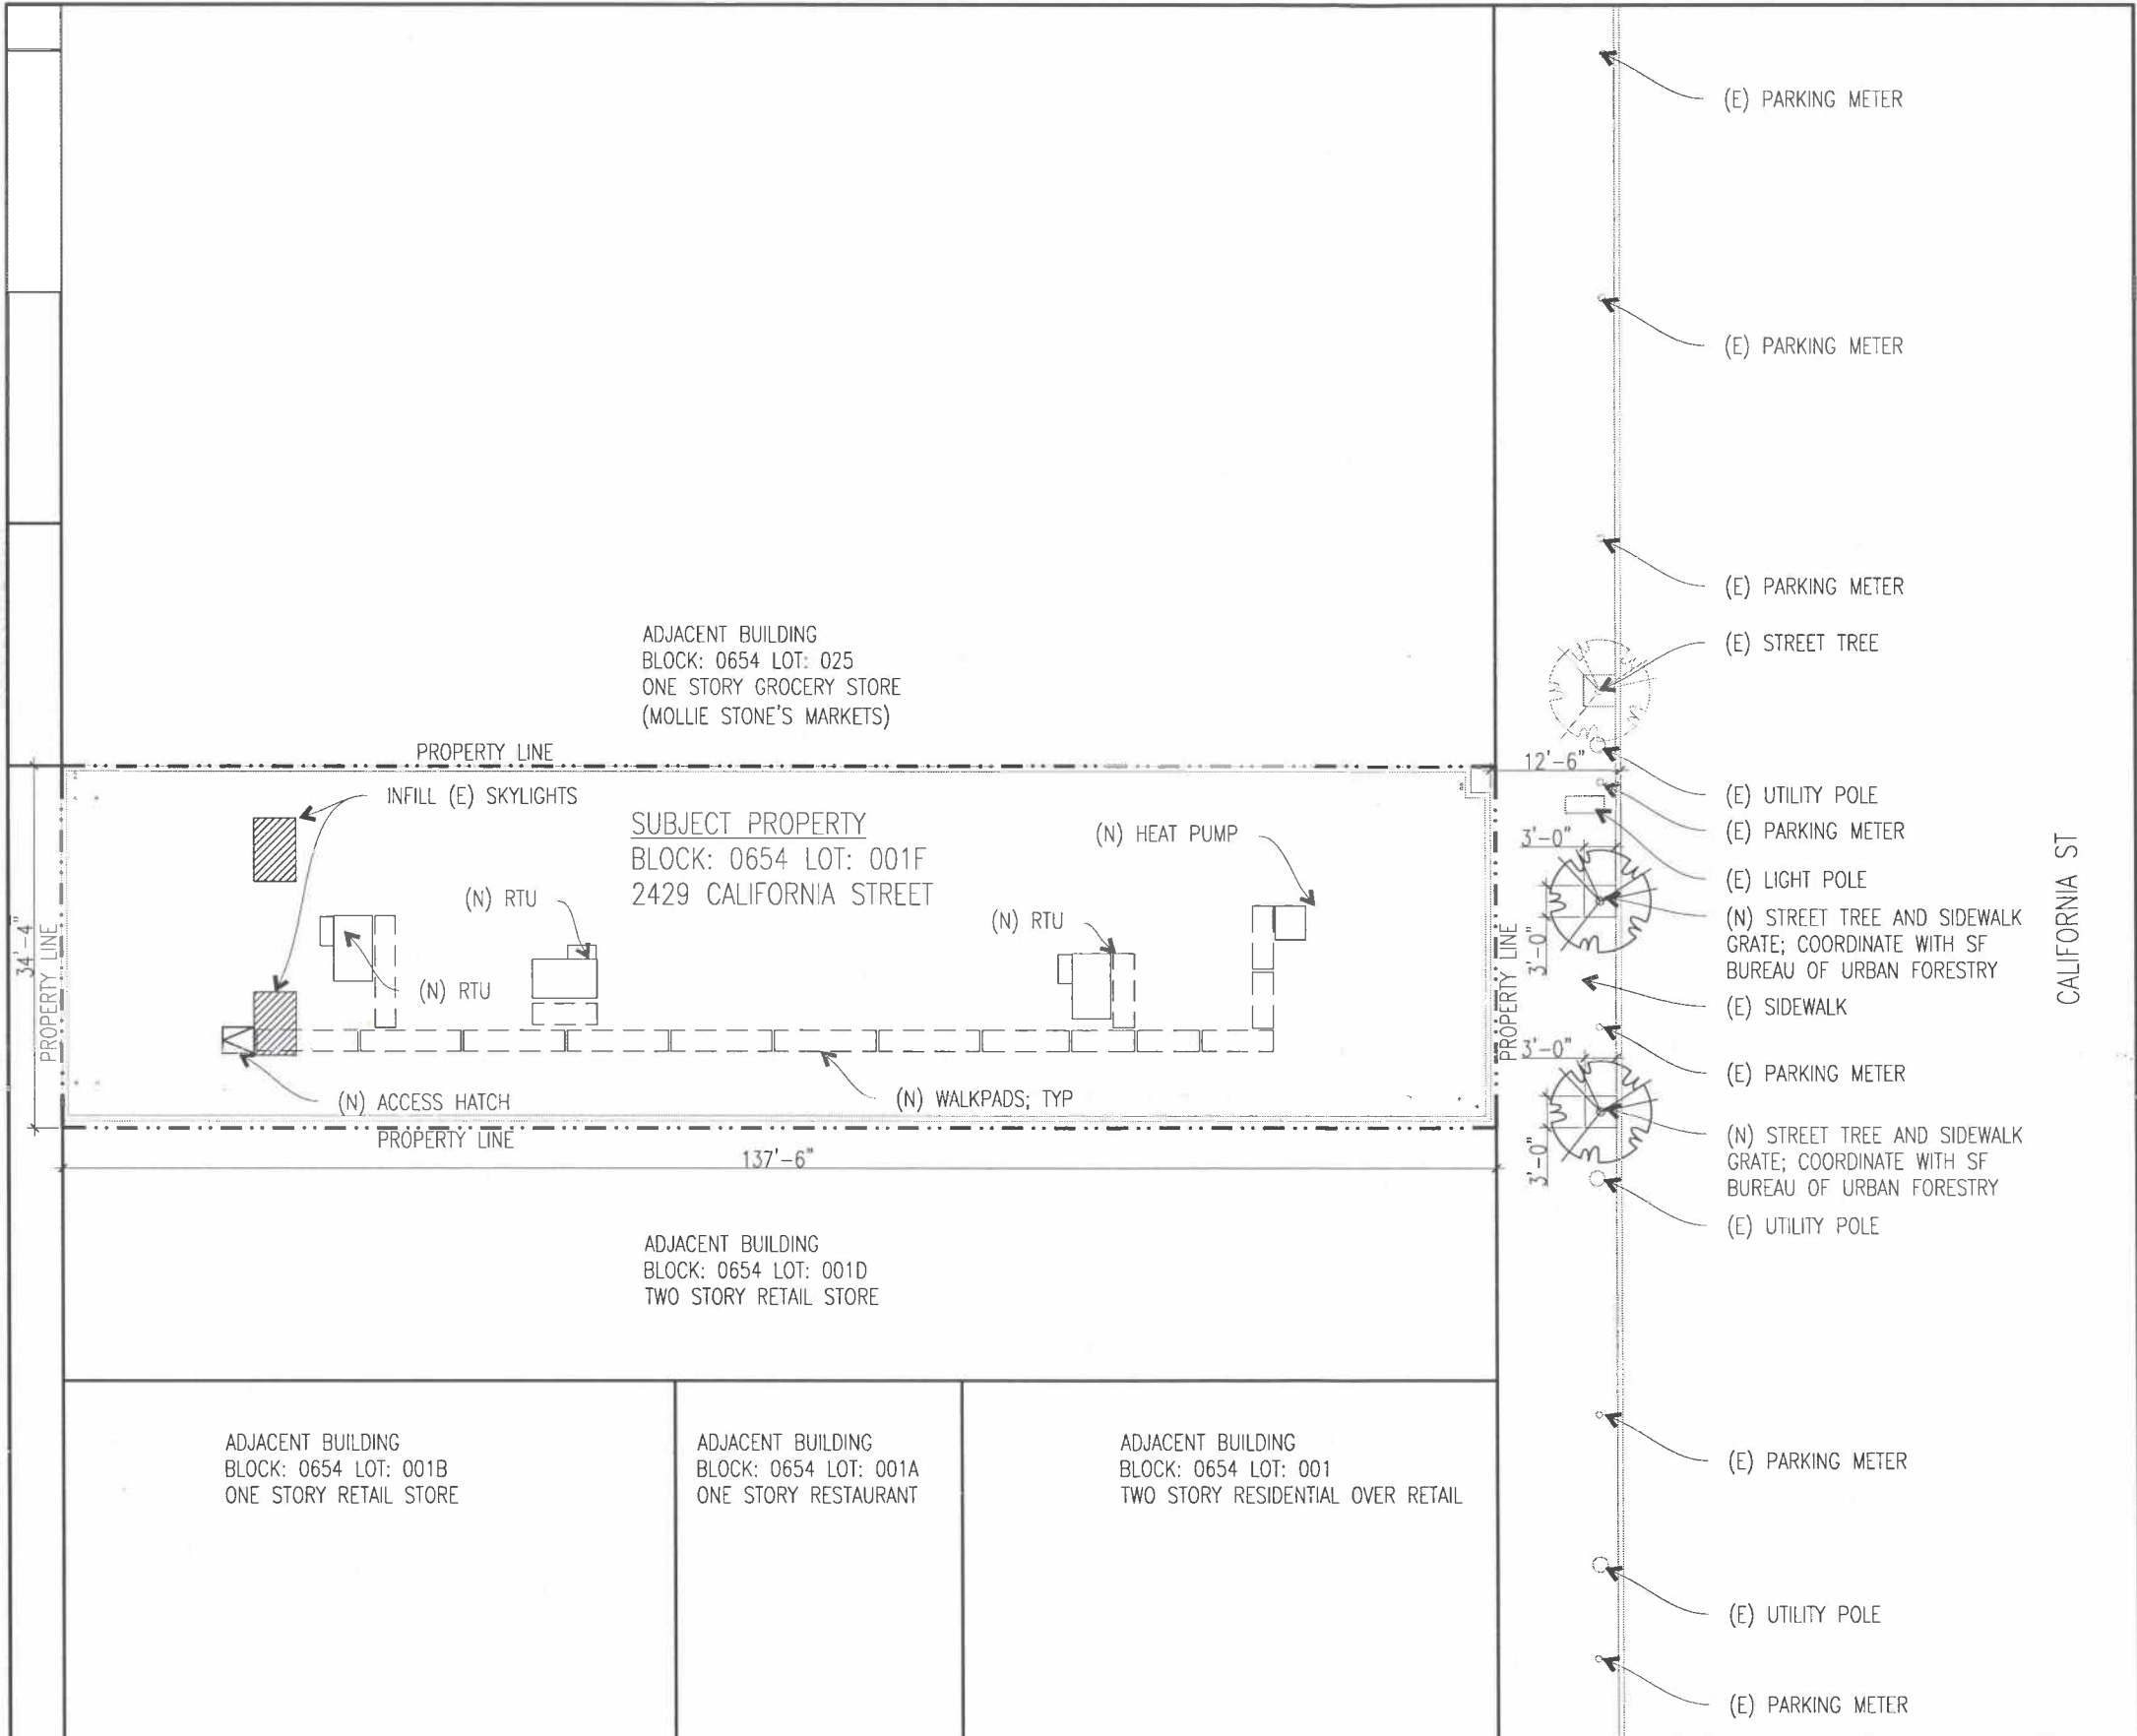 (E) PARKING METER
(E) PARKING METER
(E) PARKING METER
(E) STREET TREE
ADJACENT BUILDING
BLOCK: 0654 LOT: 025
ONE STORY GROCERY STORE
(MOLLIE STONE'S MARKETS)
PROPERTY LINE
12'-6"
INFILL (E) SKYLIGHTS
SUBJECT PROPERTY
BLOCK: 0654 LOT: 001F
2429 CALIFORNIA STREET
(N) HEAT PUMP
(N) RTU
(N) RTU
(N) RTU
34'-4"
PROPERTY LINE
PROPERTY LINE
(N) ACCESS HATCH
(N) WALKPADS; TYP
PROPERTY LINE
137'-6"
(E) UTILITY POLE
(E) PARKING METER
3'-0"
(E) LIGHT POLE
(N) STREET TREE AND SIDEWALK
GRATE; COORDINATE WITH SF
BUREAU OF URBAN FORESTRY
3'-0"
(E) SIDEWALK
3'-0"
(E) PARKING METER
(N) STREET TREE AND SIDEWALK
GRATE; COORDINATE WITH SF
BUREAU OF URBAN FORESTRY
3'-0"
(E) UTILITY POLE
CALIFORNIA ST
ADJACENT BUILDING
BLOCK: 0654 LOT: 001D
TWO STORY RETAIL STORE
ADJACENT BUILDING
BLOCK: 0654 LOT: 001B
ONE STORY RETAIL STORE
ADJACENT BUILDING
BLOCK: 0654 LOT: 001A
ONE STORY RESTAURANT
ADJACENT BUILDING
BLOCK: 0654 LOT: 001
TWO STORY RESIDENTIAL OVER RETAIL
(E) PARKING METER
(E) UTILITY POLE
(E) PARKING METER